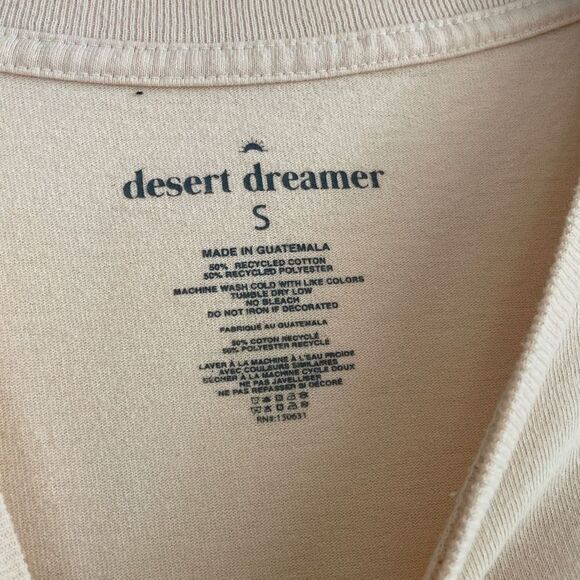 desert dreamer
S
MADE IN GUATEMALA
50% RECYCLED COTTON
50% RECYCLED POLYESTER
MACHINE WASH COLD WITH LIKE COLORS
TUMBLE DRY LOW
NO BLEACH
DO NOT IRON IF DECORATED
FABRIQUÉ AU GUATEMALA
50% COTON RECYCLÉ
50% POLYESTER RECYCLÉ
LAVER À LA MACHINE À L'EAU FROIDE
AVEC COULEURS SIMILAIRES
SÉCHER À LA MACHINE CYCLE DOUX
NE PAS JAVELLISER
NE PAS REPASSER SI DÉCORÉ
RN#:150631